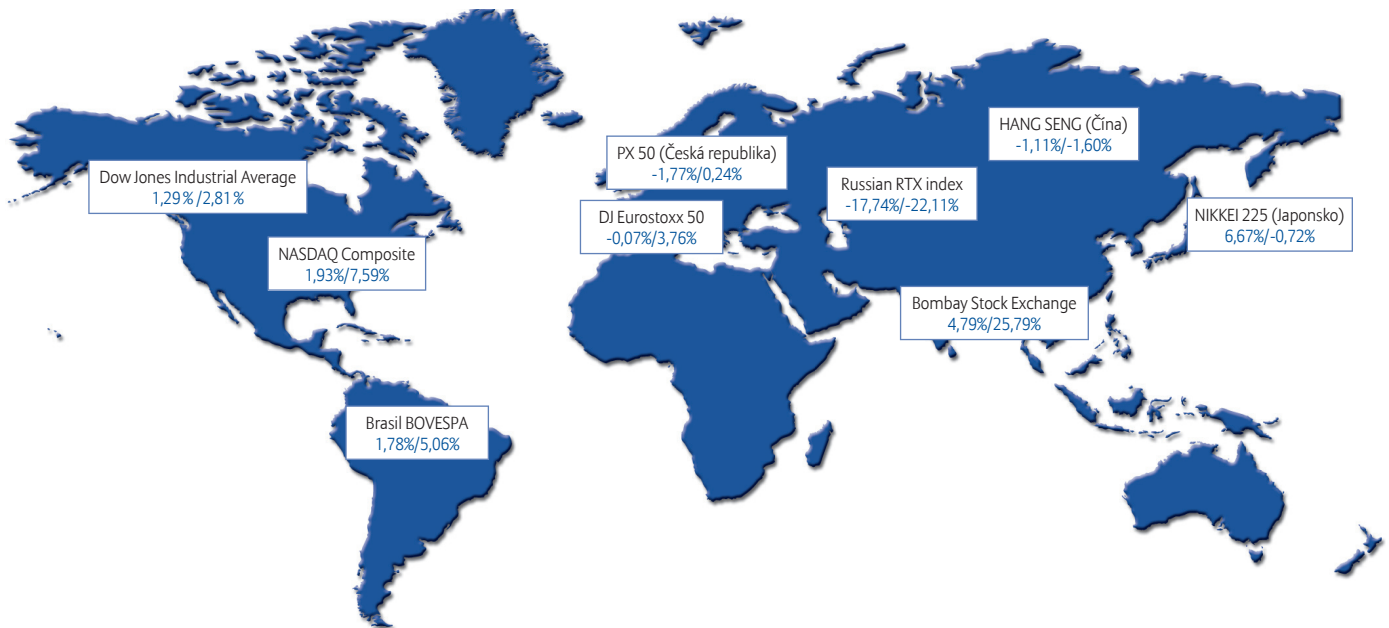 HANG SENG (Čína)
-1,11%/-1,60%
PX 50 (Česká republika)
-1,77%/0,24%
Dow Jones Industrial Average
1,29%/2,81%
Russian RTX index
-17,74%/-22,11%
DJ Eurostoxx 50
-0,07%/3,76%
NIKKEI 225 (Japonsko)
6,67%/-0,72%
NASDAQ Composite
1,93%/7,59%
Bombay Stock Exchange
4,79%/25,79%
Brasil BOVESPA
1,78%/5,06%